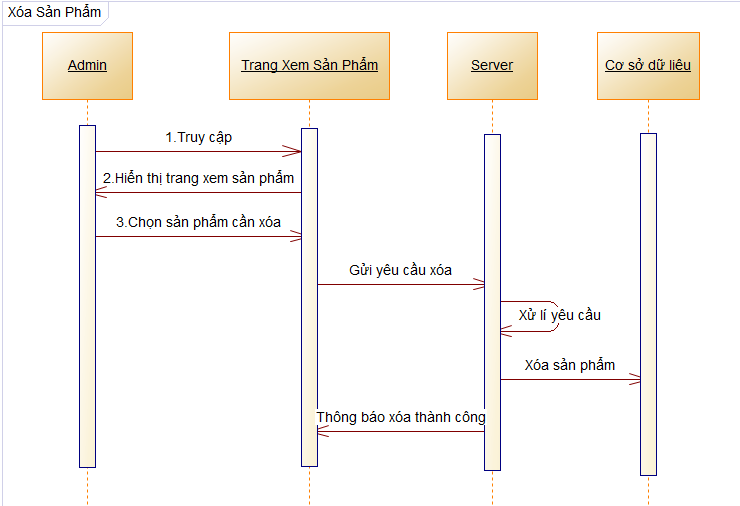 Xóa Sản Phẩm
Admin
Trang Xem Sản Phẩm
Server
Cơ sở dữ liêu
1.Truy cập
2.Hiển thị trang xem sản phẩm
3.Chọn sản phẩm cần xóa
Gửi yêu cầu xóa
Xử lí yêu cầu
Xóa sản phẩm
Thông báo xóa thành công